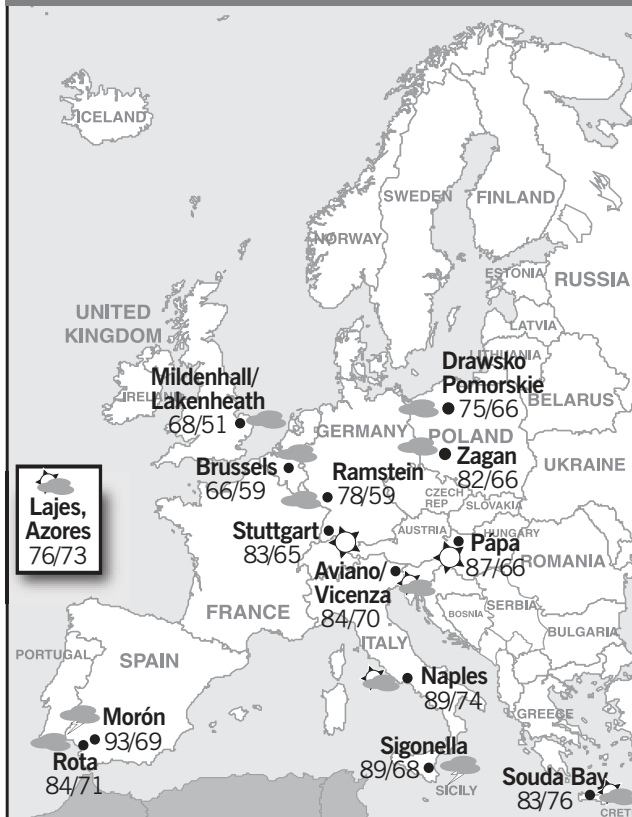 ICELAND
SWEDEN
FINLAND
NORWAY
ESTONIA
RUSSIA
UNITED
KINGDOM
LATVIA
LITHUANIA
Drawsko
Pomorskie
75/66
Mildenhall/
Lakenheath
68/51
IRELAND
BELARUS
GERMANY
POLAND
Zagan
82/66
Brussels
66/59
Ramstein
78/59
UKRAINE
Lajes,
Azores
76/73
CZECH
REP
SLOVAKIA
Stuttgart
83/65
AUSTRIA
HUNGARY
Pápa
87/66
ROMANIA
Aviano/
Vicenza
84/70
FRANCE
BOSNIA
SERBIA
BULGARIA
ITALY
PORTUGAL
SPAIN
Naples
89/74
Morón
93/69
GREECE
Rota
84/71
Sigonella
89/68
SICILY
Souda Bay
83/76
CRET